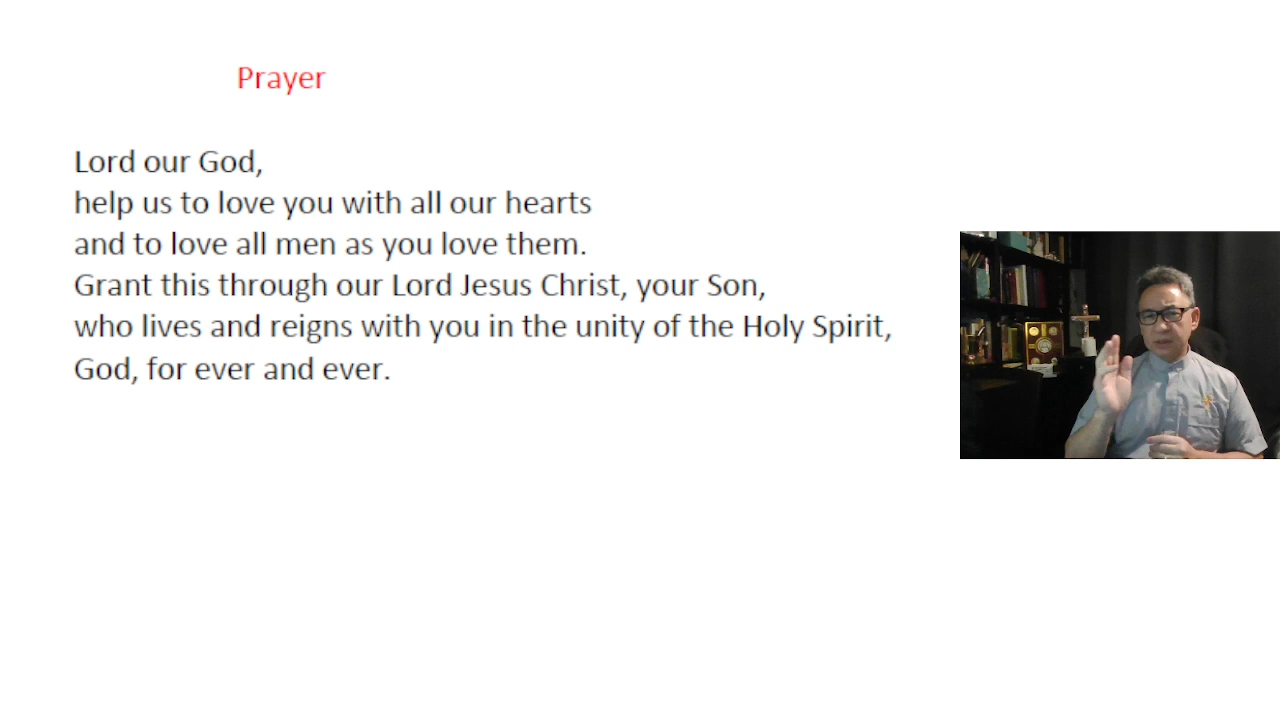 Prayer
Lord our God,
help us to love you with all our hearts
and to love all men as you love them.
Grant this through our Lord Jesus Christ, your Son,
who lives and reigns with you in the unity of the Holy Spirit,
God, for ever and ever.